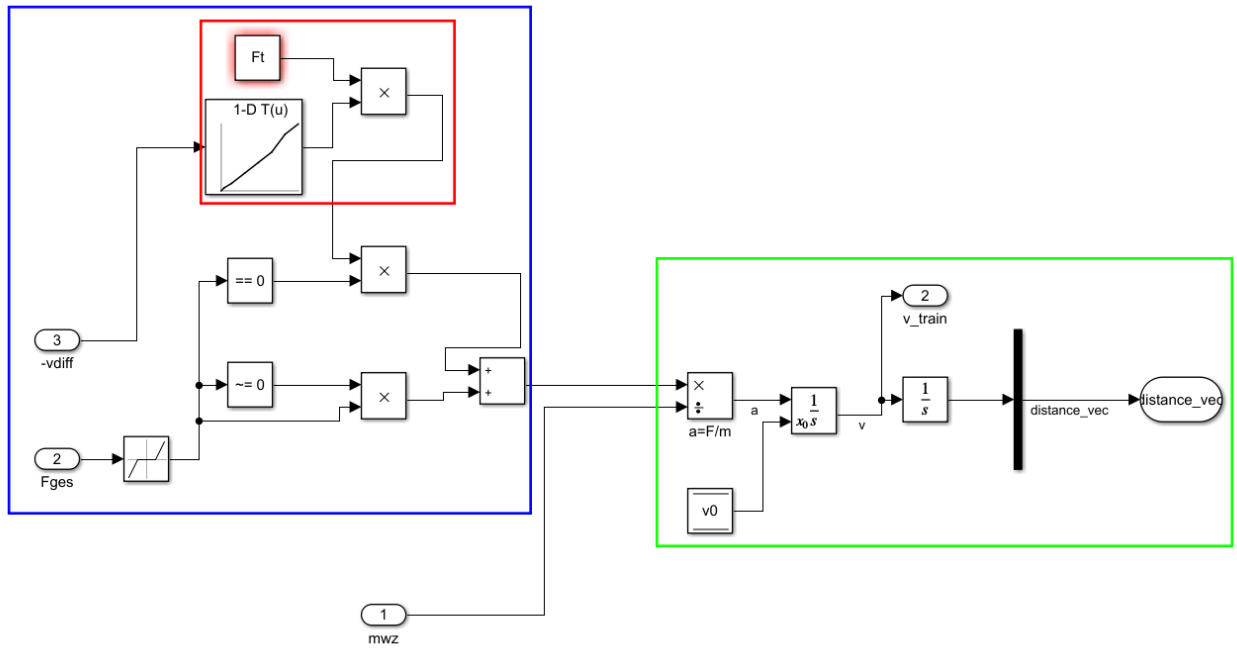 Ft
×
1-D T(u)
== 0
×
3
-vdiff
~= 0
×
+
+
2
Fges
×
÷
a=F/m
a
1
s
x₀
v
2
v_train
1
s
distance_vec
distance_vec
v0
1
mwz